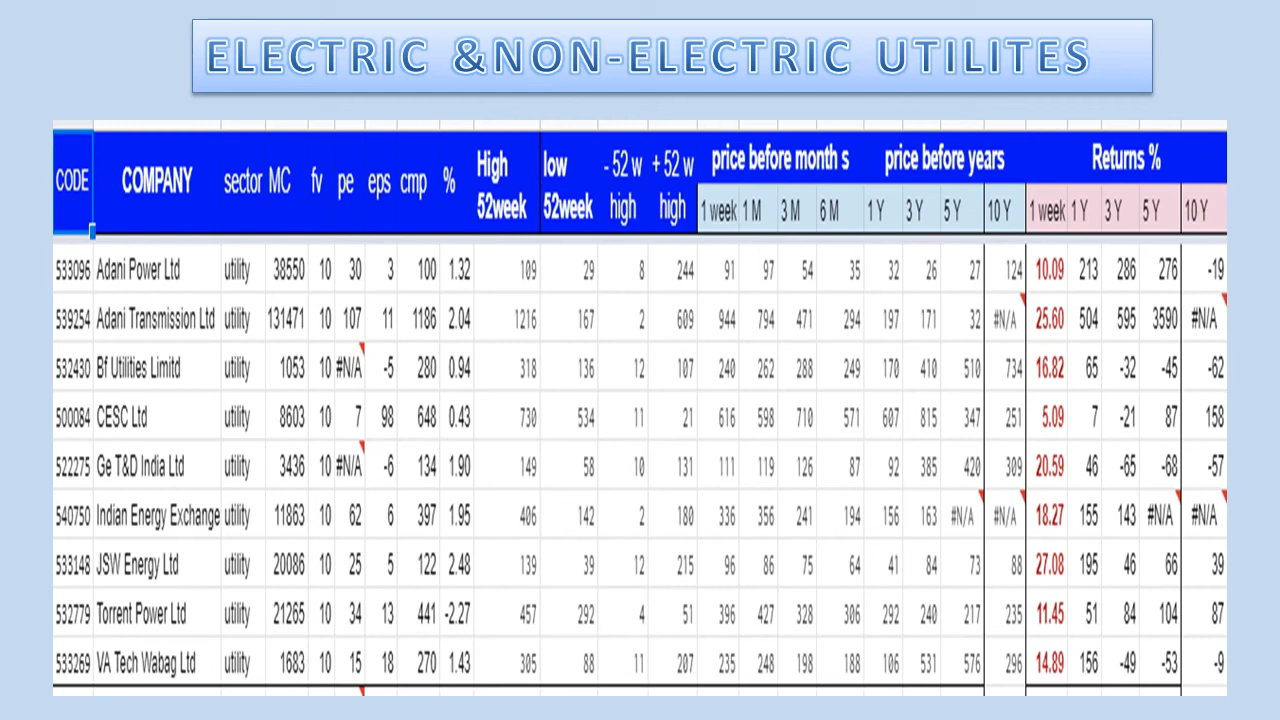 ELECTRIC &NON-ELECTRIC UTILITES
CODE COMPANY sector MC fv pe eps cmp % High 52week low 52week - 52 w high + 52 w high price before month s price before years Returns %
1 week 1 M 3 M 6 M 1 Y 3 Y 5 Y 10 Y 1 week 1 Y 3 Y 5 Y 10 Y
533096 Adani Power Ltd utility 38550 10 30 3 100 1.32 109 29 8 244 91 97 54 35 32 26 27 124 10.09 213 286 276 -19
539254 Adani Transmission Ltd utility 131471 10 107 11 1186 2.04 1216 167 2 609 944 794 471 294 197 171 32 #N/A 25.60 504 595 3590 #N/A
532430 Bf Utilities Limitd utility 1053 10 #N/A -5 280 0.94 318 136 12 107 240 262 288 249 170 410 510 734 16.82 65 -32 -45 -62
500084 CESC Ltd utility 8603 10 7 98 648 0.43 730 534 11 21 616 598 710 571 607 815 347 251 5.09 7 -21 87 158
522275 Ge T&D India Ltd utility 3436 10 #N/A -6 134 1.90 149 58 10 131 111 119 126 87 92 385 420 309 20.59 46 -65 -68 -57
540750 Indian Energy Exchange utility 11863 10 62 6 397 1.95 406 142 2 180 336 356 241 194 156 163 #N/A #N/A 18.27 155 143 #N/A #N/A
533148 JSW Energy Ltd utility 20086 10 25 5 122 2.48 139 39 12 215 96 86 75 64 41 84 73 88 27.08 195 46 66 39
532779 Torrent Power Ltd utility 21265 10 34 13 441 -2.27 457 292 4 51 396 427 328 306 292 240 217 235 11.45 51 84 104 87
533269 VA Tech Wabag Ltd utility 1683 10 15 18 270 1.43 305 88 11 207 235 248 198 188 106 531 576 296 14.89 156 -49 -53 -9